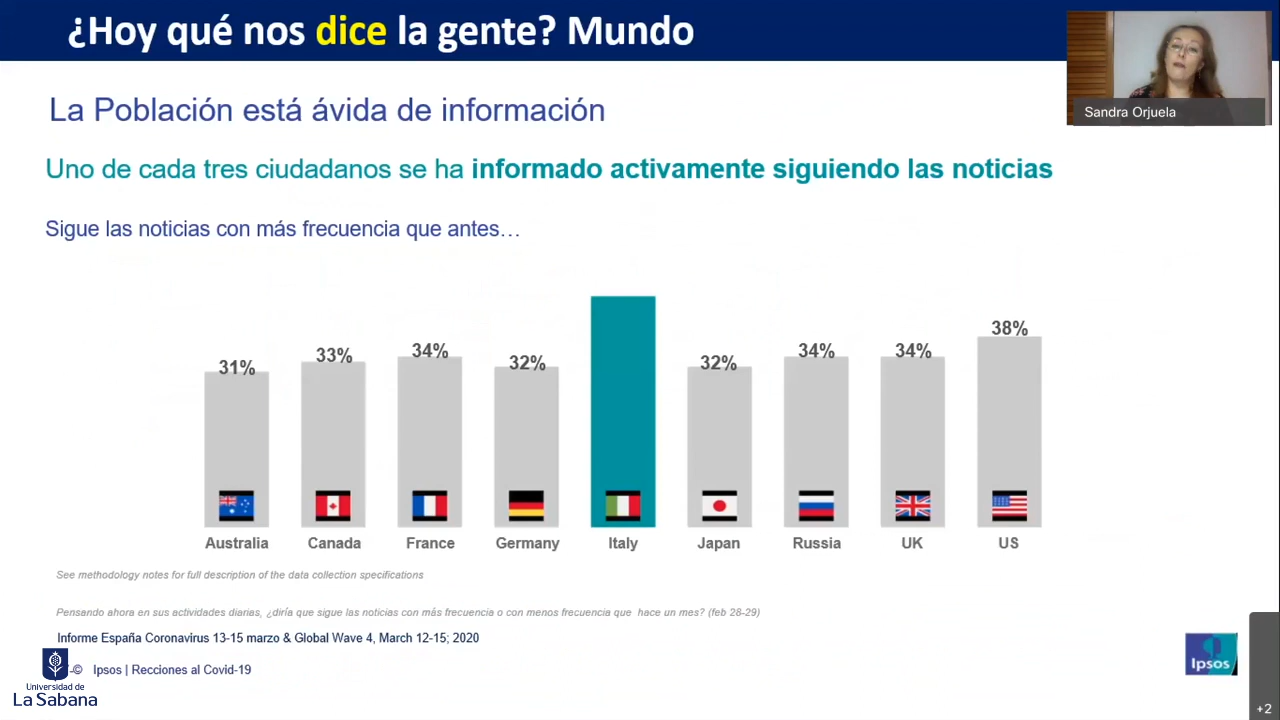 ¿Hoy qué nos dice la gente? Mundo
Sandra Orjuela
La Población está ávida de información
Uno de cada tres ciudadanos se ha informado activamente siguiendo las noticias
Sigue las noticias con más frecuencia que antes…
31%
33%
34%
32%
32%
34%
34%
38%
Australia
Canada
France
Germany
Italy
Japan
Russia
UK
US
See methodology notes for full description of the data collection specifications
Pensando ahora en sus actividades diarias, ¿diría que sigue las noticias con más frecuencia o con menos frecuencia que hace un mes? (feb 28-29)
Informe España Coronavirus 13-15 marzo & Global Wave 4, March 12-15; 2020
-© Ipsos | Recciones al Covid-19
Universidad de
La Sabana
Ipsos
+2